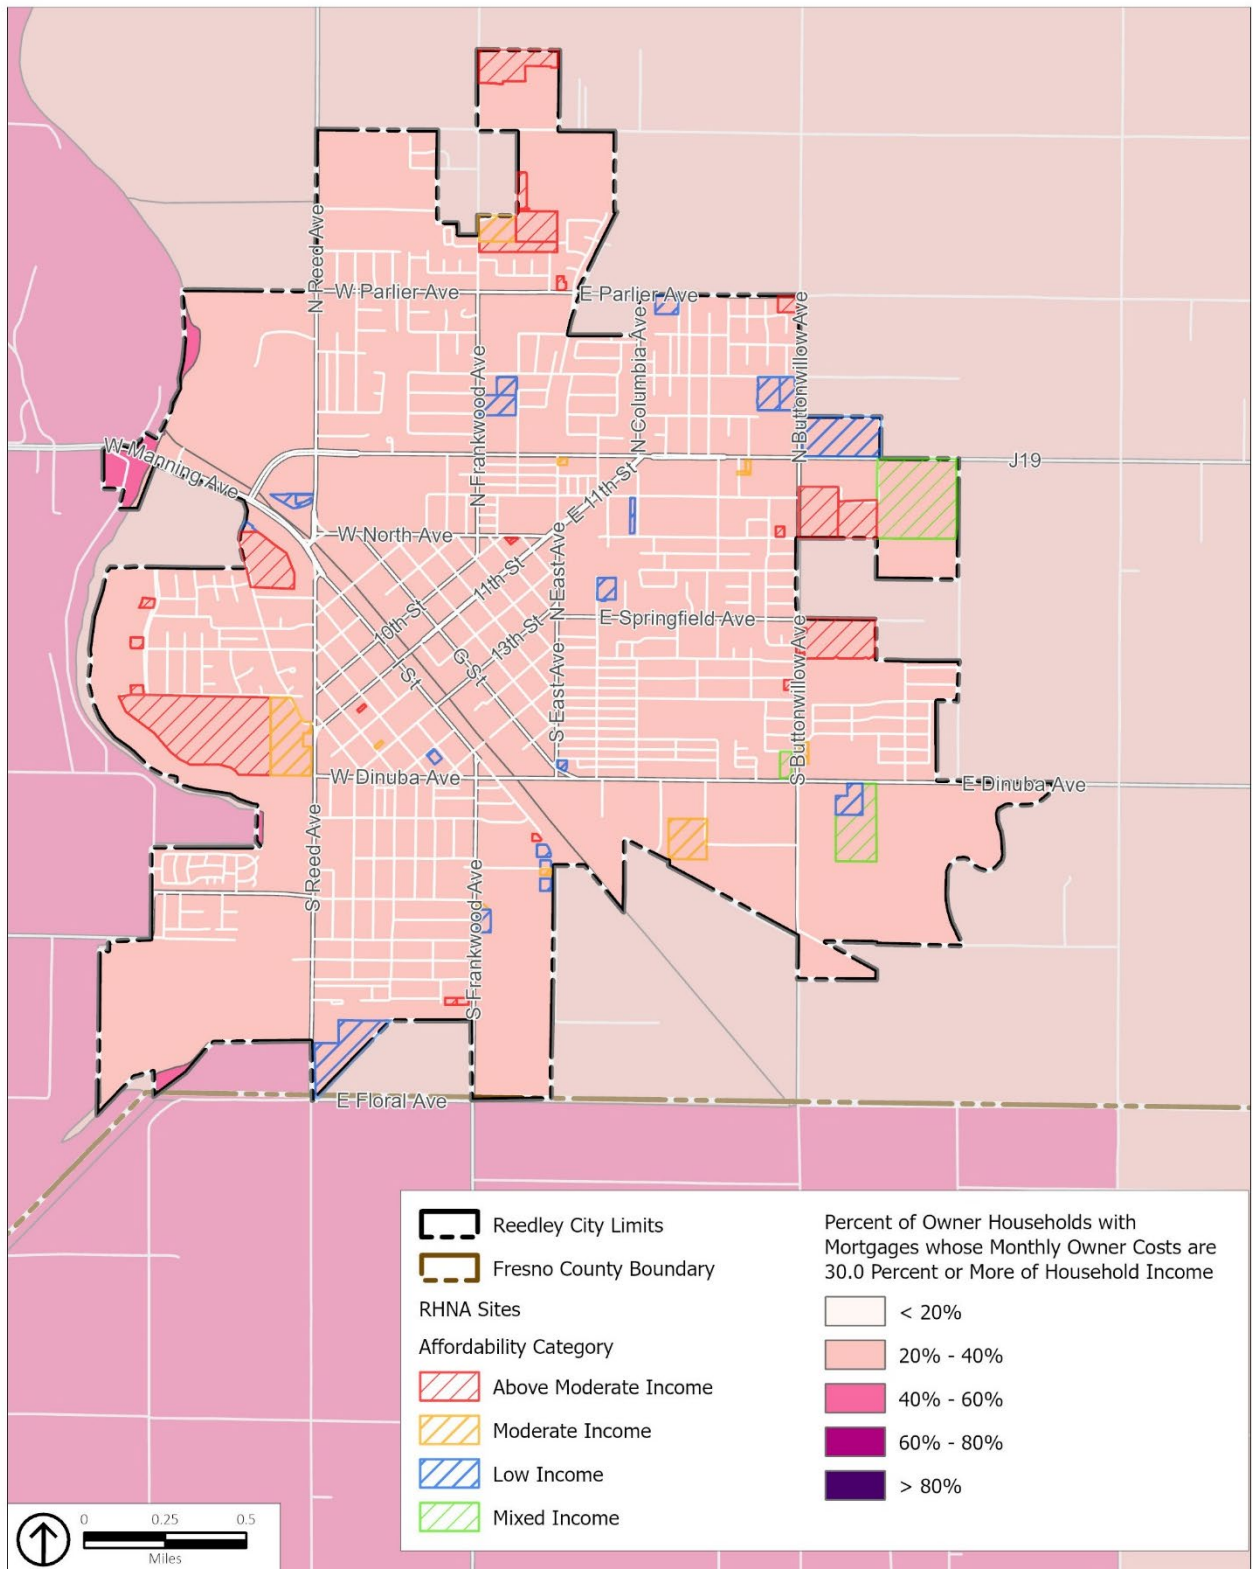 N Reed Ave
W Parlier Ave
E Parlier Ave
N Frankwood Ave
N Columbia Ave
N Buttonwillow Ave
W Manning Ave
J19
E 11th St
W North Ave
N East Ave
11th St
10th St
13th St
E Springfield Ave
G St
St
S East Ave
S Buttonwillow Ave
W Dinuba Ave
E Dinuba Ave
S Reed Ave
S Frankwood Ave
E Floral Ave
Reedley City Limits
Fresno County Boundary
RHNA Sites
Affordability Category
Above Moderate Income
Moderate Income
Low Income
Mixed Income
Percent of Owner Households with
Mortgages whose Monthly Owner Costs are
30.0 Percent or More of Household Income
< 20%
20% - 40%
40% - 60%
60% - 80%
> 80%
0 0.25 0.5
Miles